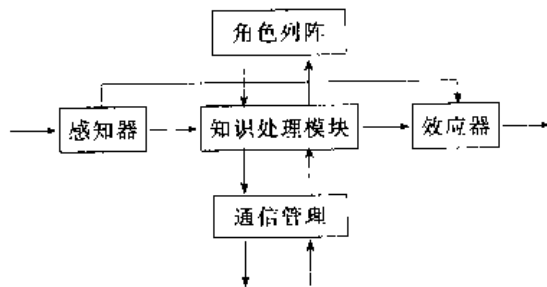 角色列阵
感知器
知识处理模块
效应器
通信管理